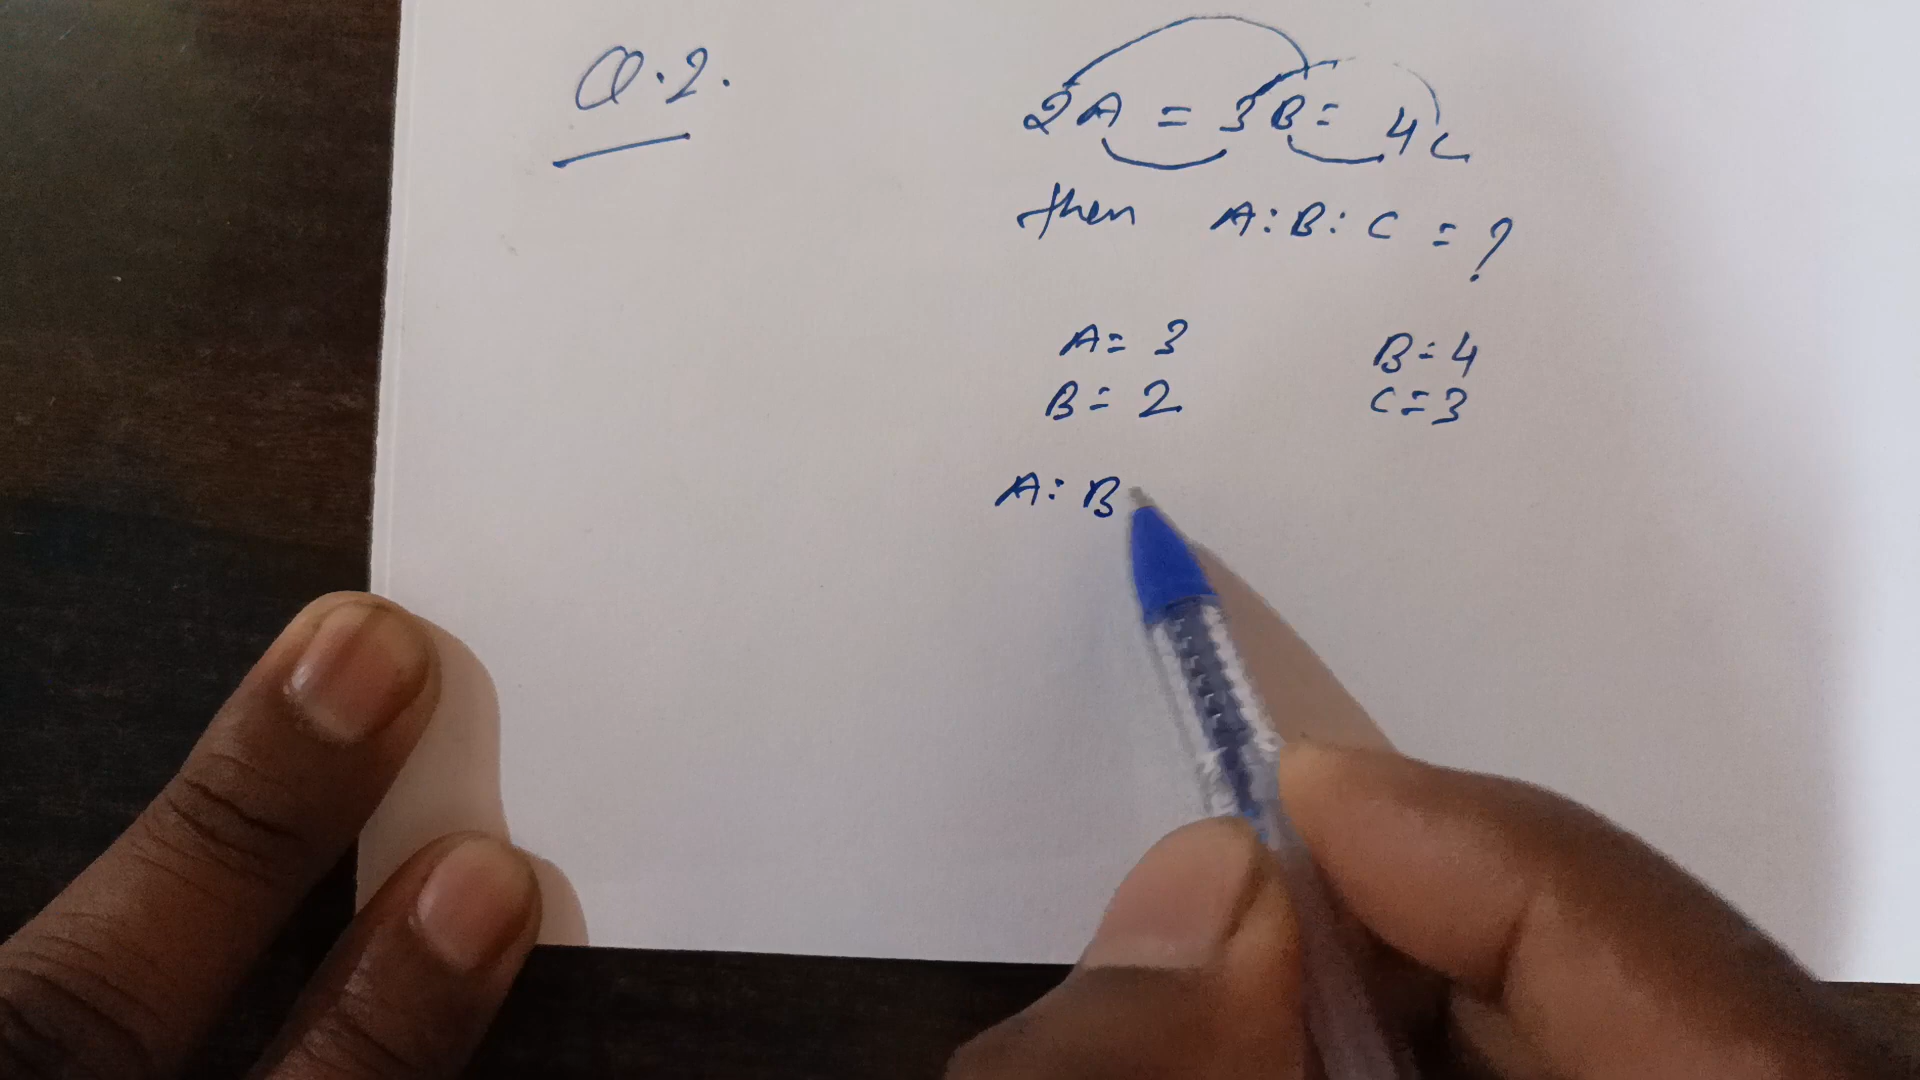 Q.2.
2A = 3B = 4C
then A:B:C = ?
A= 3 B=4
B= 2 C=3
A: B